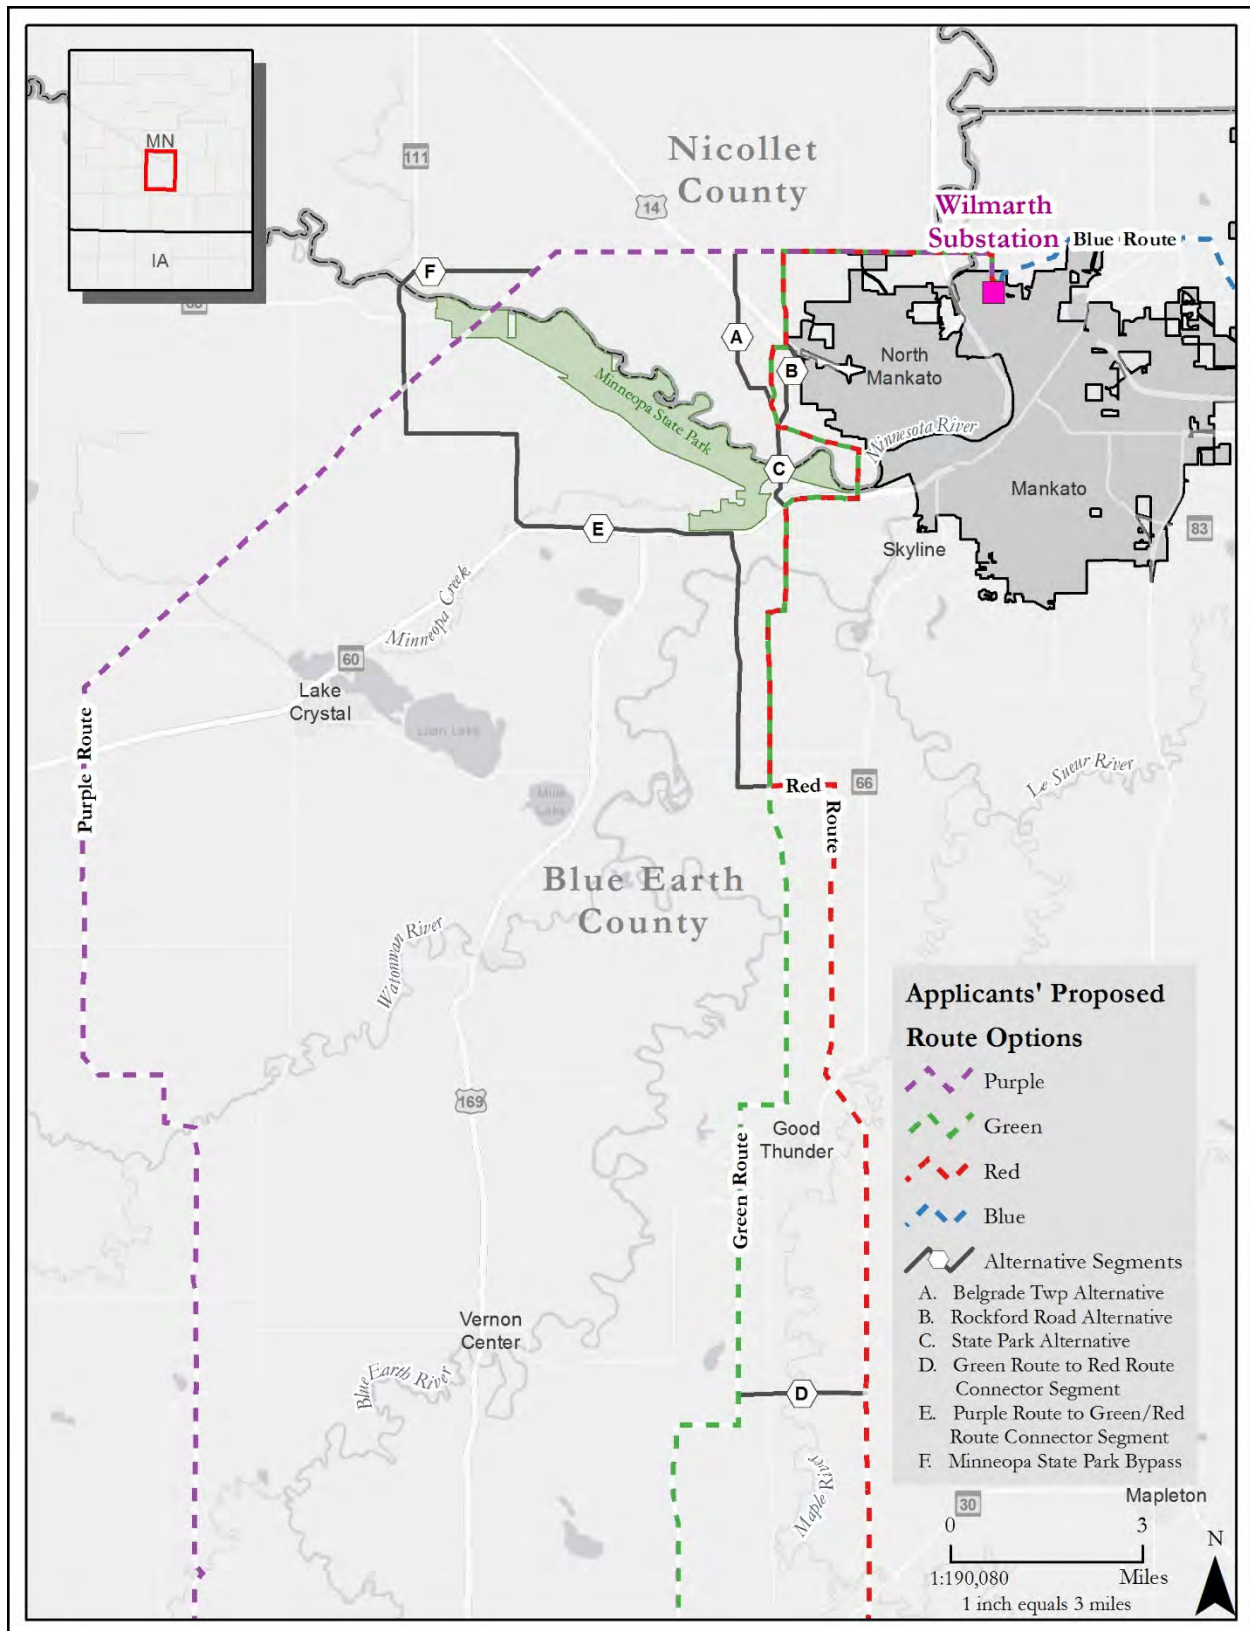 MN
IA
111
Nicollet
County
14
Wilmarth
Substation
Blue Route
F
A
B
North
Mankato
Minneopa State Park
Minnesota River
C
Mankato
E
Skyline
83
Minneopa Creek
60
Lake
Crystal
Loon Lake
Purple Route
Mills
Lake
Red
Route
66
Le Sueur River
Blue Earth
County
Watonwan River
169
Good
Thunder
Green Route
Vernon
Center
Blue Earth River
D
Maple River
Applicants' Proposed
Route Options
Purple
Green
Red
Blue
Alternative Segments
A. Belgrade Twp Alternative
B. Rockford Road Alternative
C. State Park Alternative
D. Green Route to Red Route
Connector Segment
E. Purple Route to Green/Red
Route Connector Segment
F. Minneopa State Park Bypass
30
Mapleton
0 3
N
1:190,080 Miles
1 inch equals 3 miles